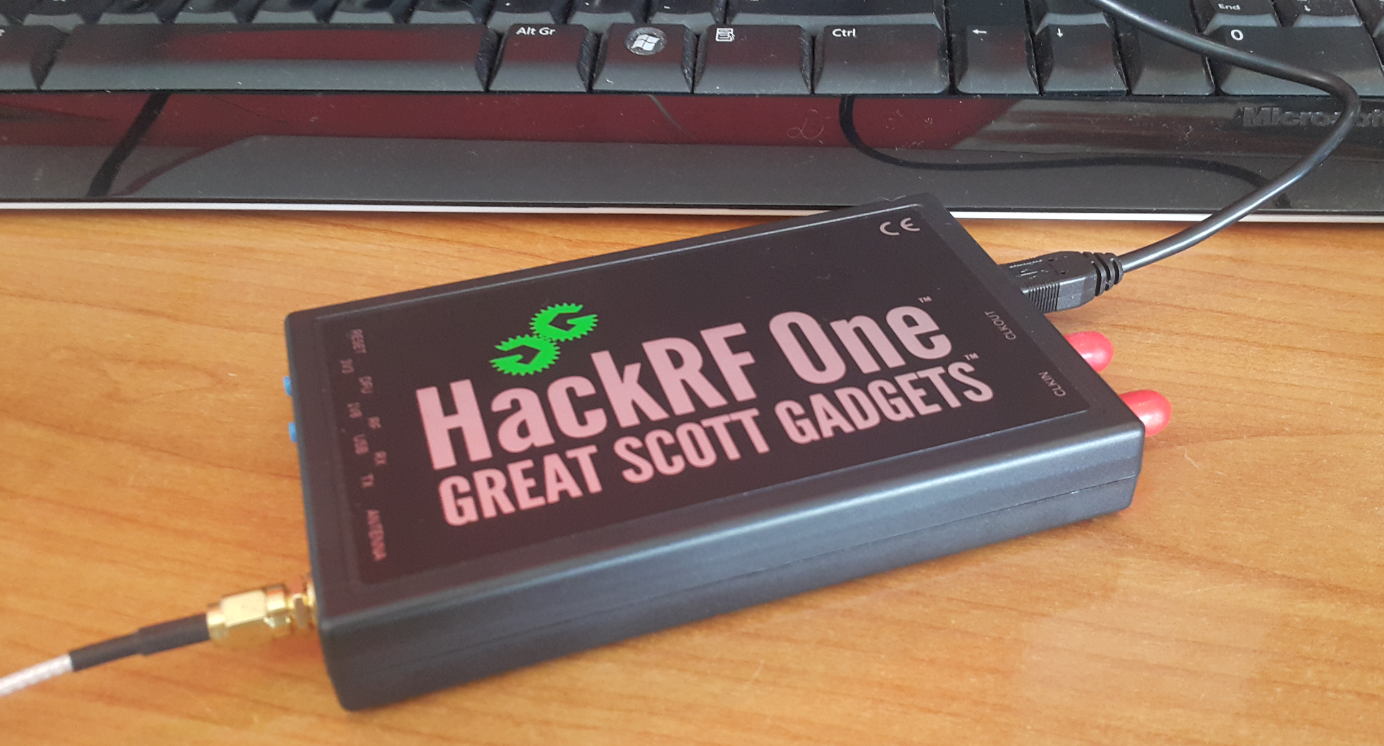 Alt Gr
Ctrl
End
←
↓
0
Microsoft
CE
HackRF One™
GREAT SCOTT GADGETS™
CLKOUT
CLKIN
RESET DFU RF RX
3V3 1V8 USB TX ANTENNA